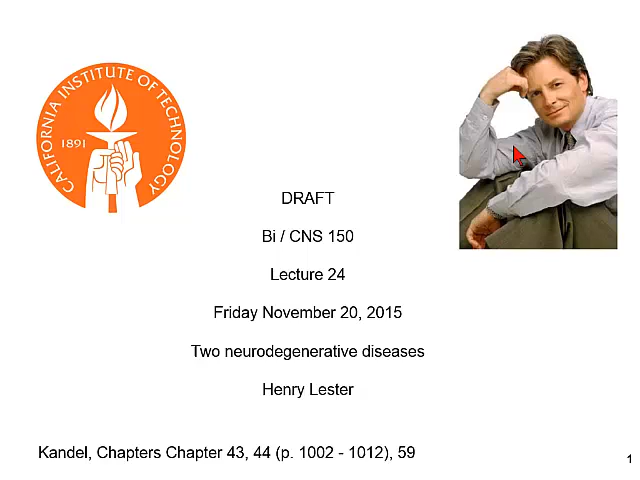 CALIFORNIA INSTITUTE OF TECHNOLOGY
1891
DRAFT
Bi / CNS 150
Lecture 24
Friday November 20, 2015
Two neurodegenerative diseases
Henry Lester
Kandel, Chapters Chapter 43, 44 (p. 1002 - 1012), 59
1